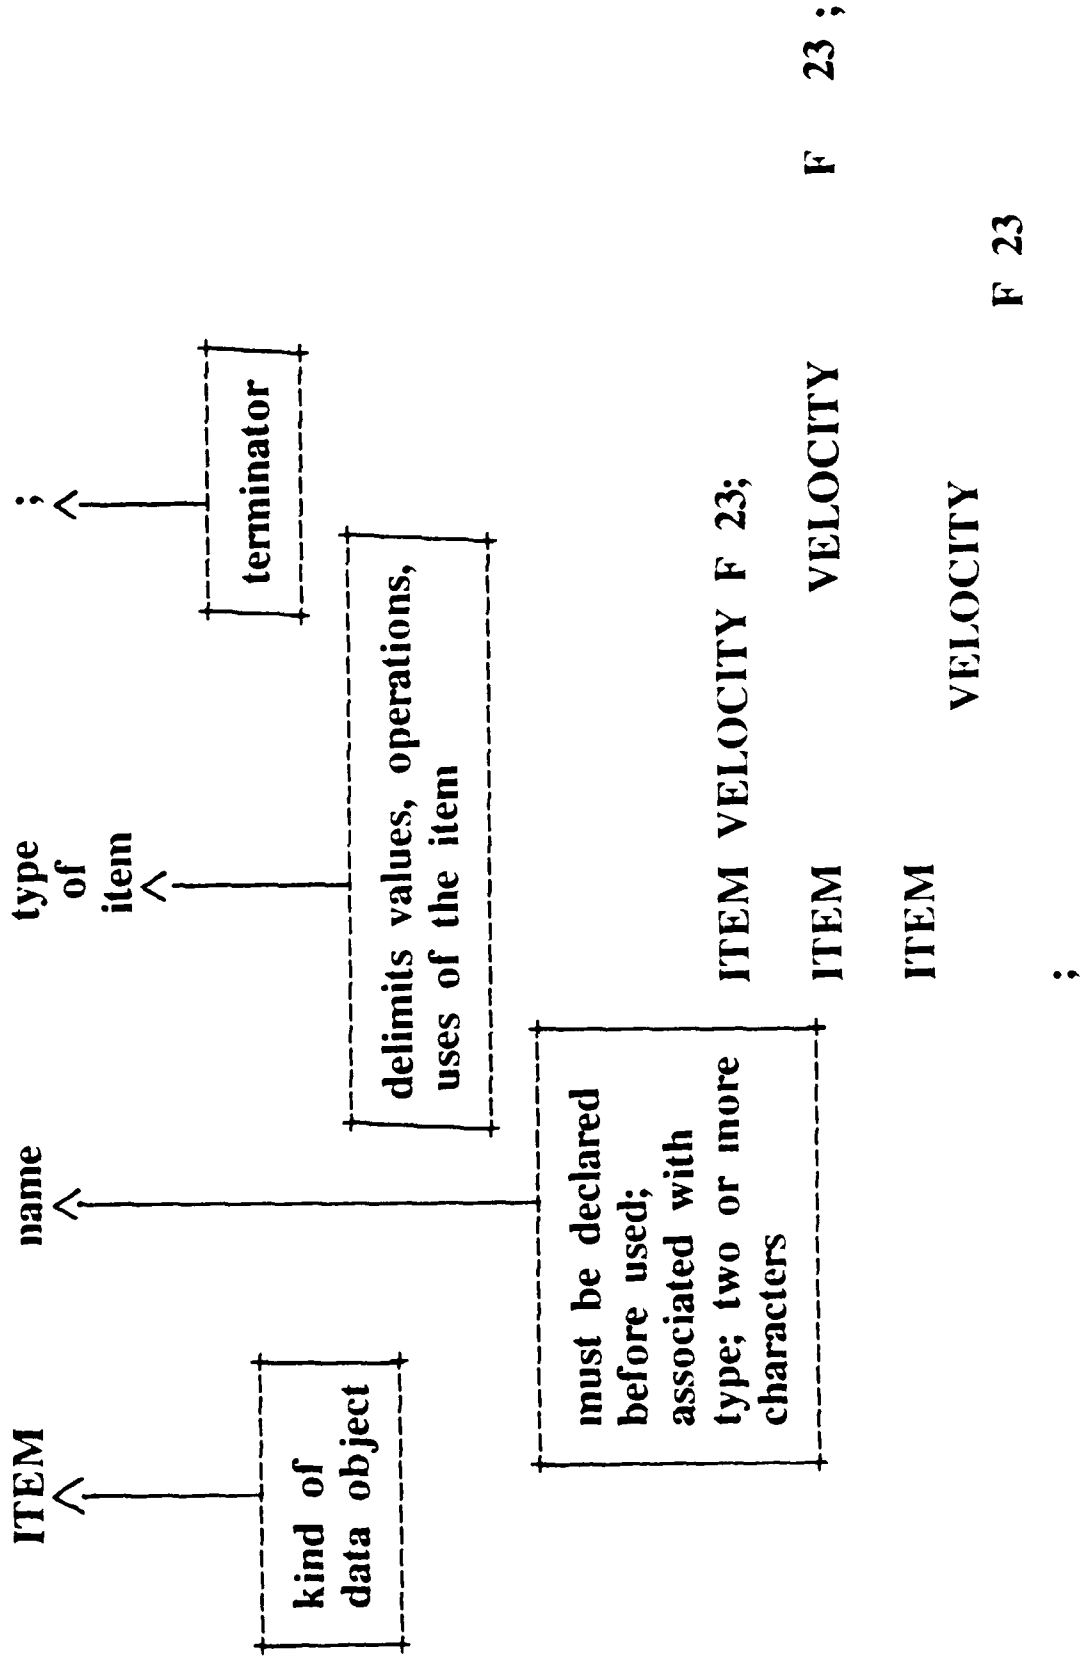 ITEM name type of item ;
kind of
data object
must be declared
before used;
associated with
type; two or more
characters
delimits values, operations,
uses of the item
terminator
ITEM VELOCITY F 23;
ITEM VELOCITY F 23 ;
ITEM
VELOCITY
F 23
;